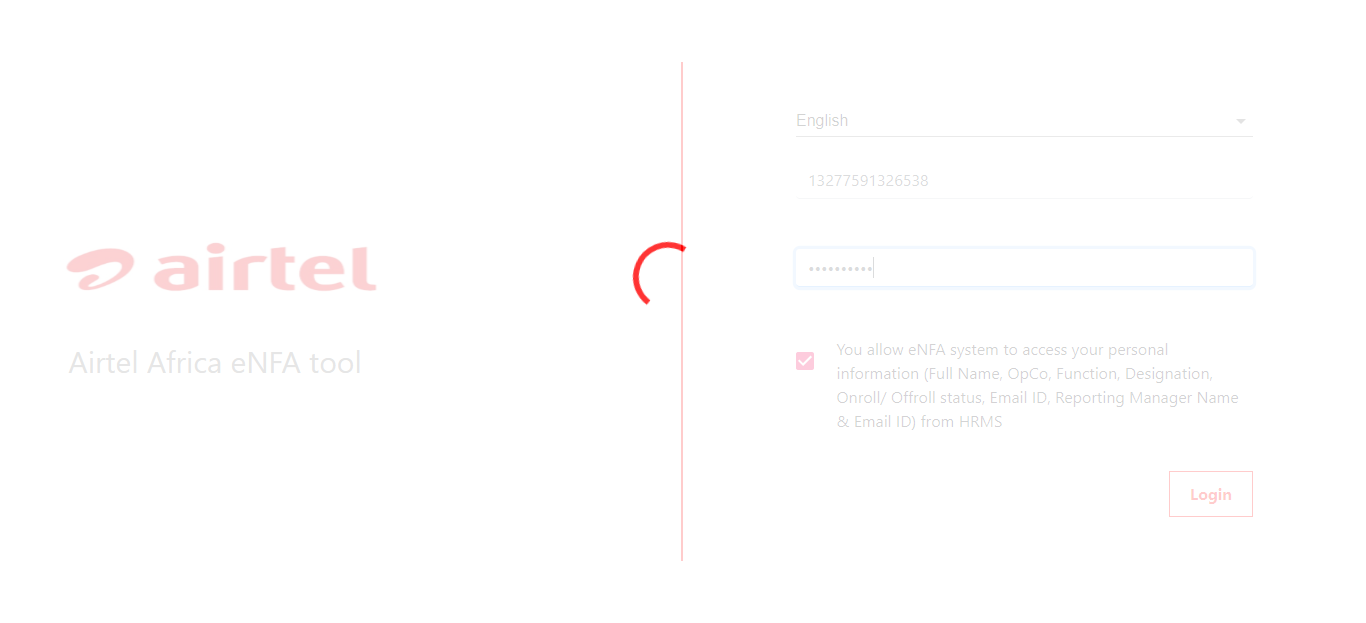 airtel
Airtel Africa eNFA tool
English
13277591326538
••••••••••
You allow eNFA system to access your personal
information (Full Name, OpCo, Function, Designation,
Onroll/ Offroll status, Email ID, Reporting Manager Name
& Email ID) from HRMS
Login